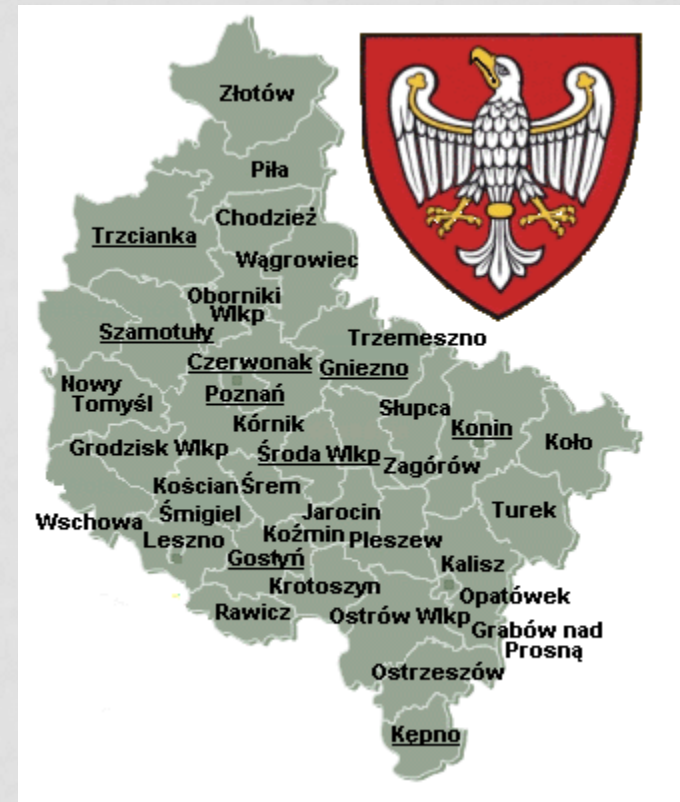 Złotów
Piła
Chodzież
Trzcianka
Wągrowiec
Oborniki
Wlkp
Szamotuły
Trzemeszno
Czerwonak
Gniezno
Nowy
Tomyśl
Poznań
Słupca
Kórnik
Konin
Koło
Grodzisk Wlkp
Środa Wlkp
Zagórów
Kościan
Śrem
Wschowa
Śmigiel
Jarocin
Turek
Leszno
Koźmin
Pleszew
Gostyń
Kalisz
Krotoszyn
Opatówek
Rawicz
Ostrów Wlkp
Grabów nad
Prosną
Ostrzeszów
Kępno